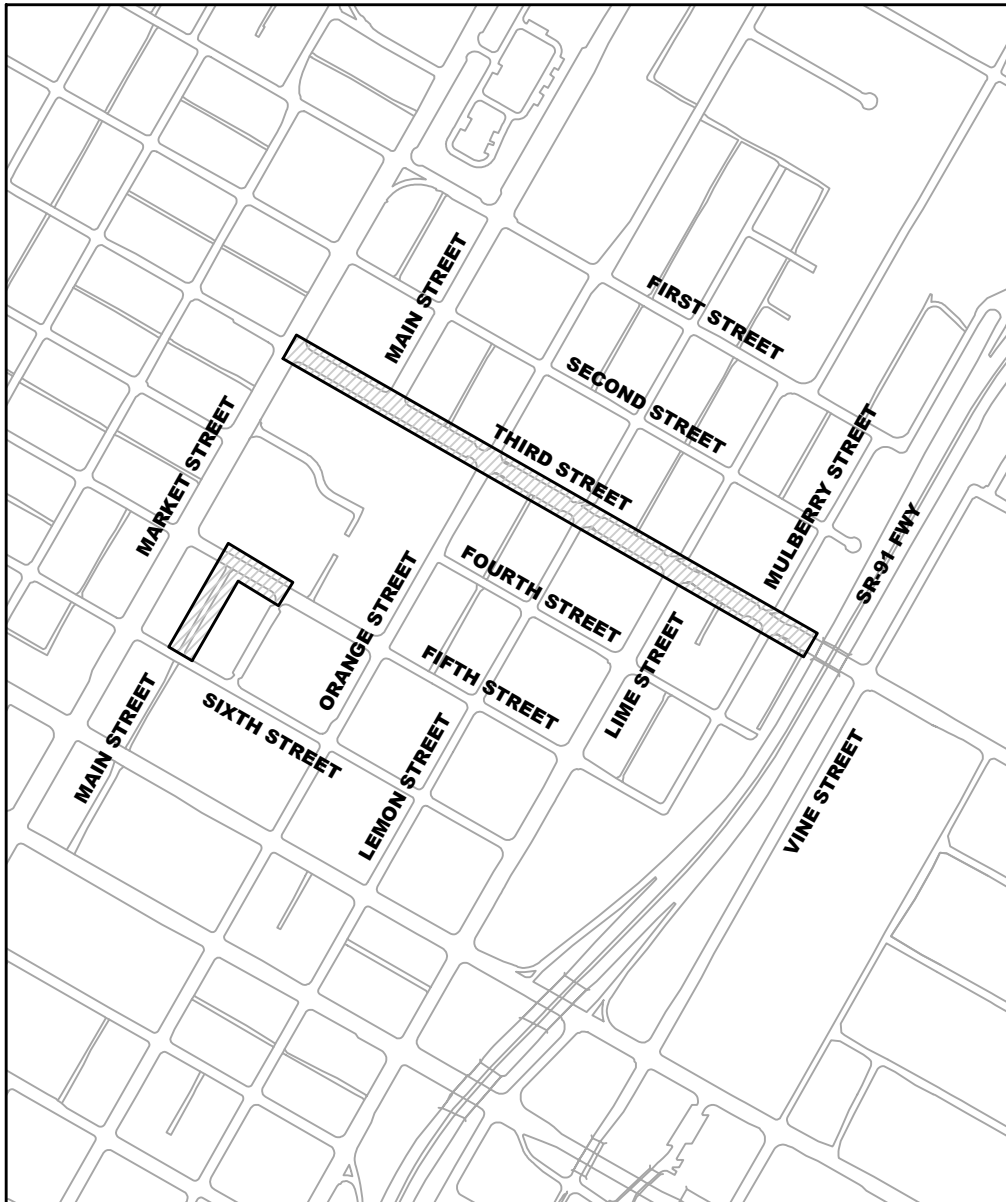 MAIN STREET
FIRST STREET
SECOND STREET
MARKET STREET
THIRD STREET
MULBERRY STREET
SR-91 FWY
ORANGE STREET
FOURTH STREET
LIME STREET
FIFTH STREET
MAIN STREET
SIXTH STREET
LEMON STREET
VINE STREET